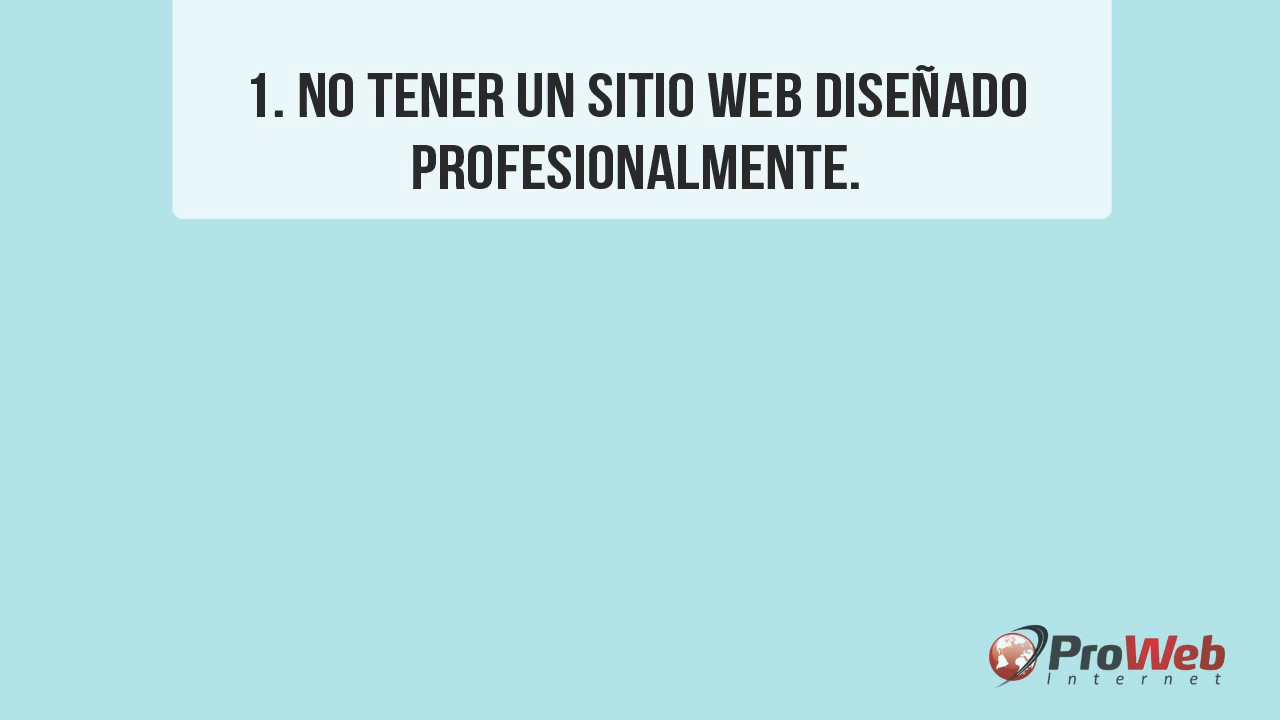 1. NO TENER UN SITIO WEB DISEÑADO
PROFESIONALMENTE.
ProWeb
Internet